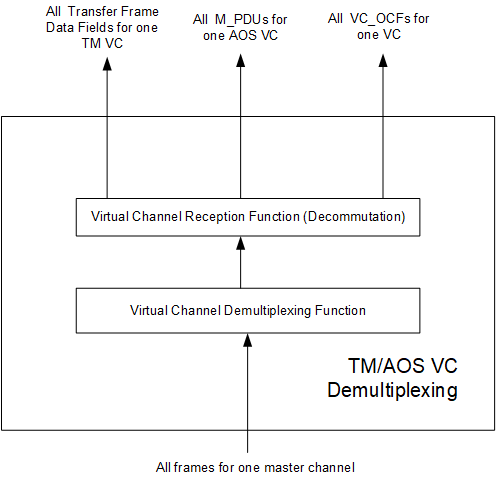 All Transfer Frame
Data Fields for one
TM VC
All M_PDUs for
one AOS VC
All VC_OCFs for
one VC
Virtual Channel Reception Function (Decommutation)
Virtual Channel Demultiplexing Function
TM/AOS VC
Demultiplexing
All frames for one master channel